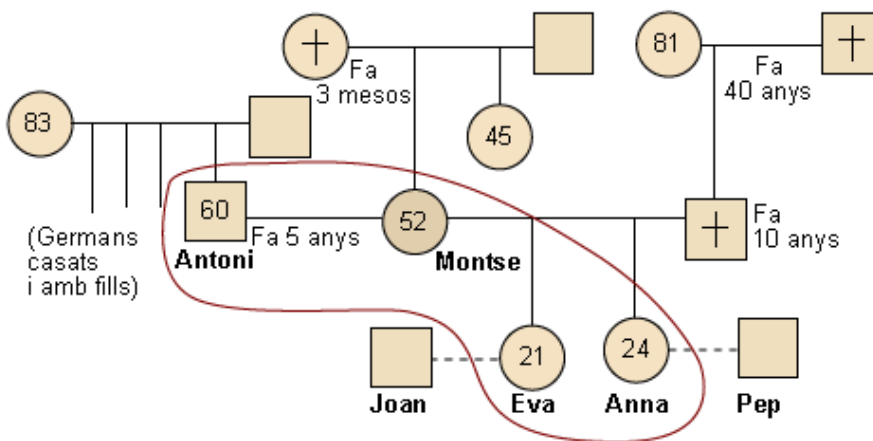 81
Fa
3 mesos
Fa
40 anys
83
45
60
52
Fa 5 anys
Fa
10 anys
(Germans
casats
i amb fills)
Antoni
Montse
21
24
Joan
Eva
Anna
Pep